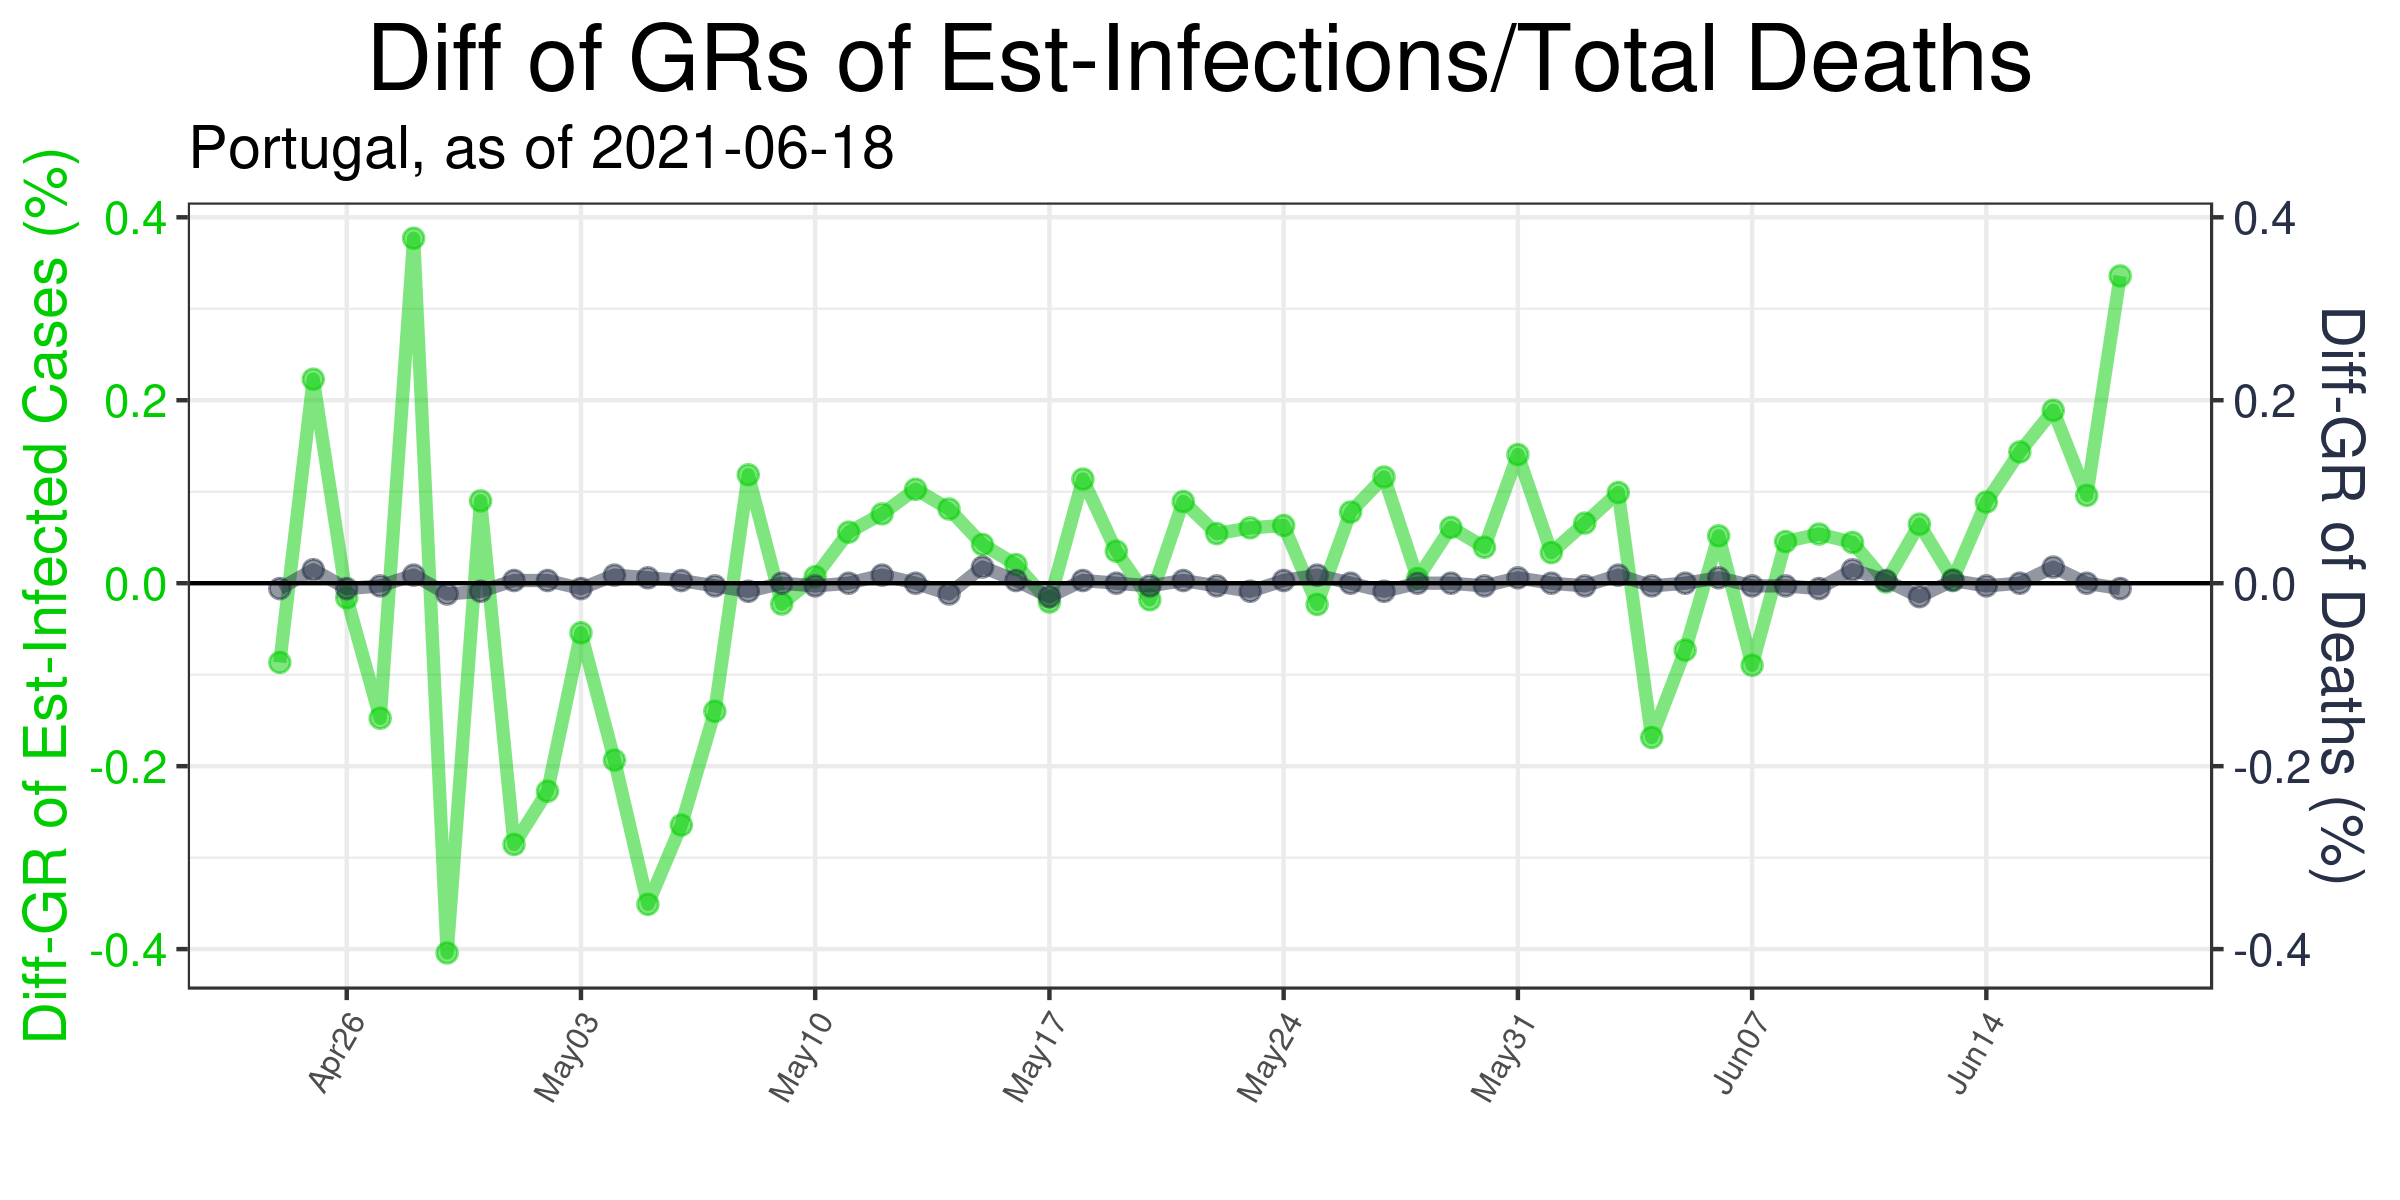 Diff of GRs of Est-Infections/Total Deaths
Portugal, as of 2021-06-18
Diff-GR of Est-Infected Cases (%)
0.4
0.2
0.0
-0.2
-0.4
0.4
0.2
0.0
-0.2
-0.4
Diff-GR of Deaths (%)
Apr26
May03
May10
May17
May24
May31
Jun07
Jun14